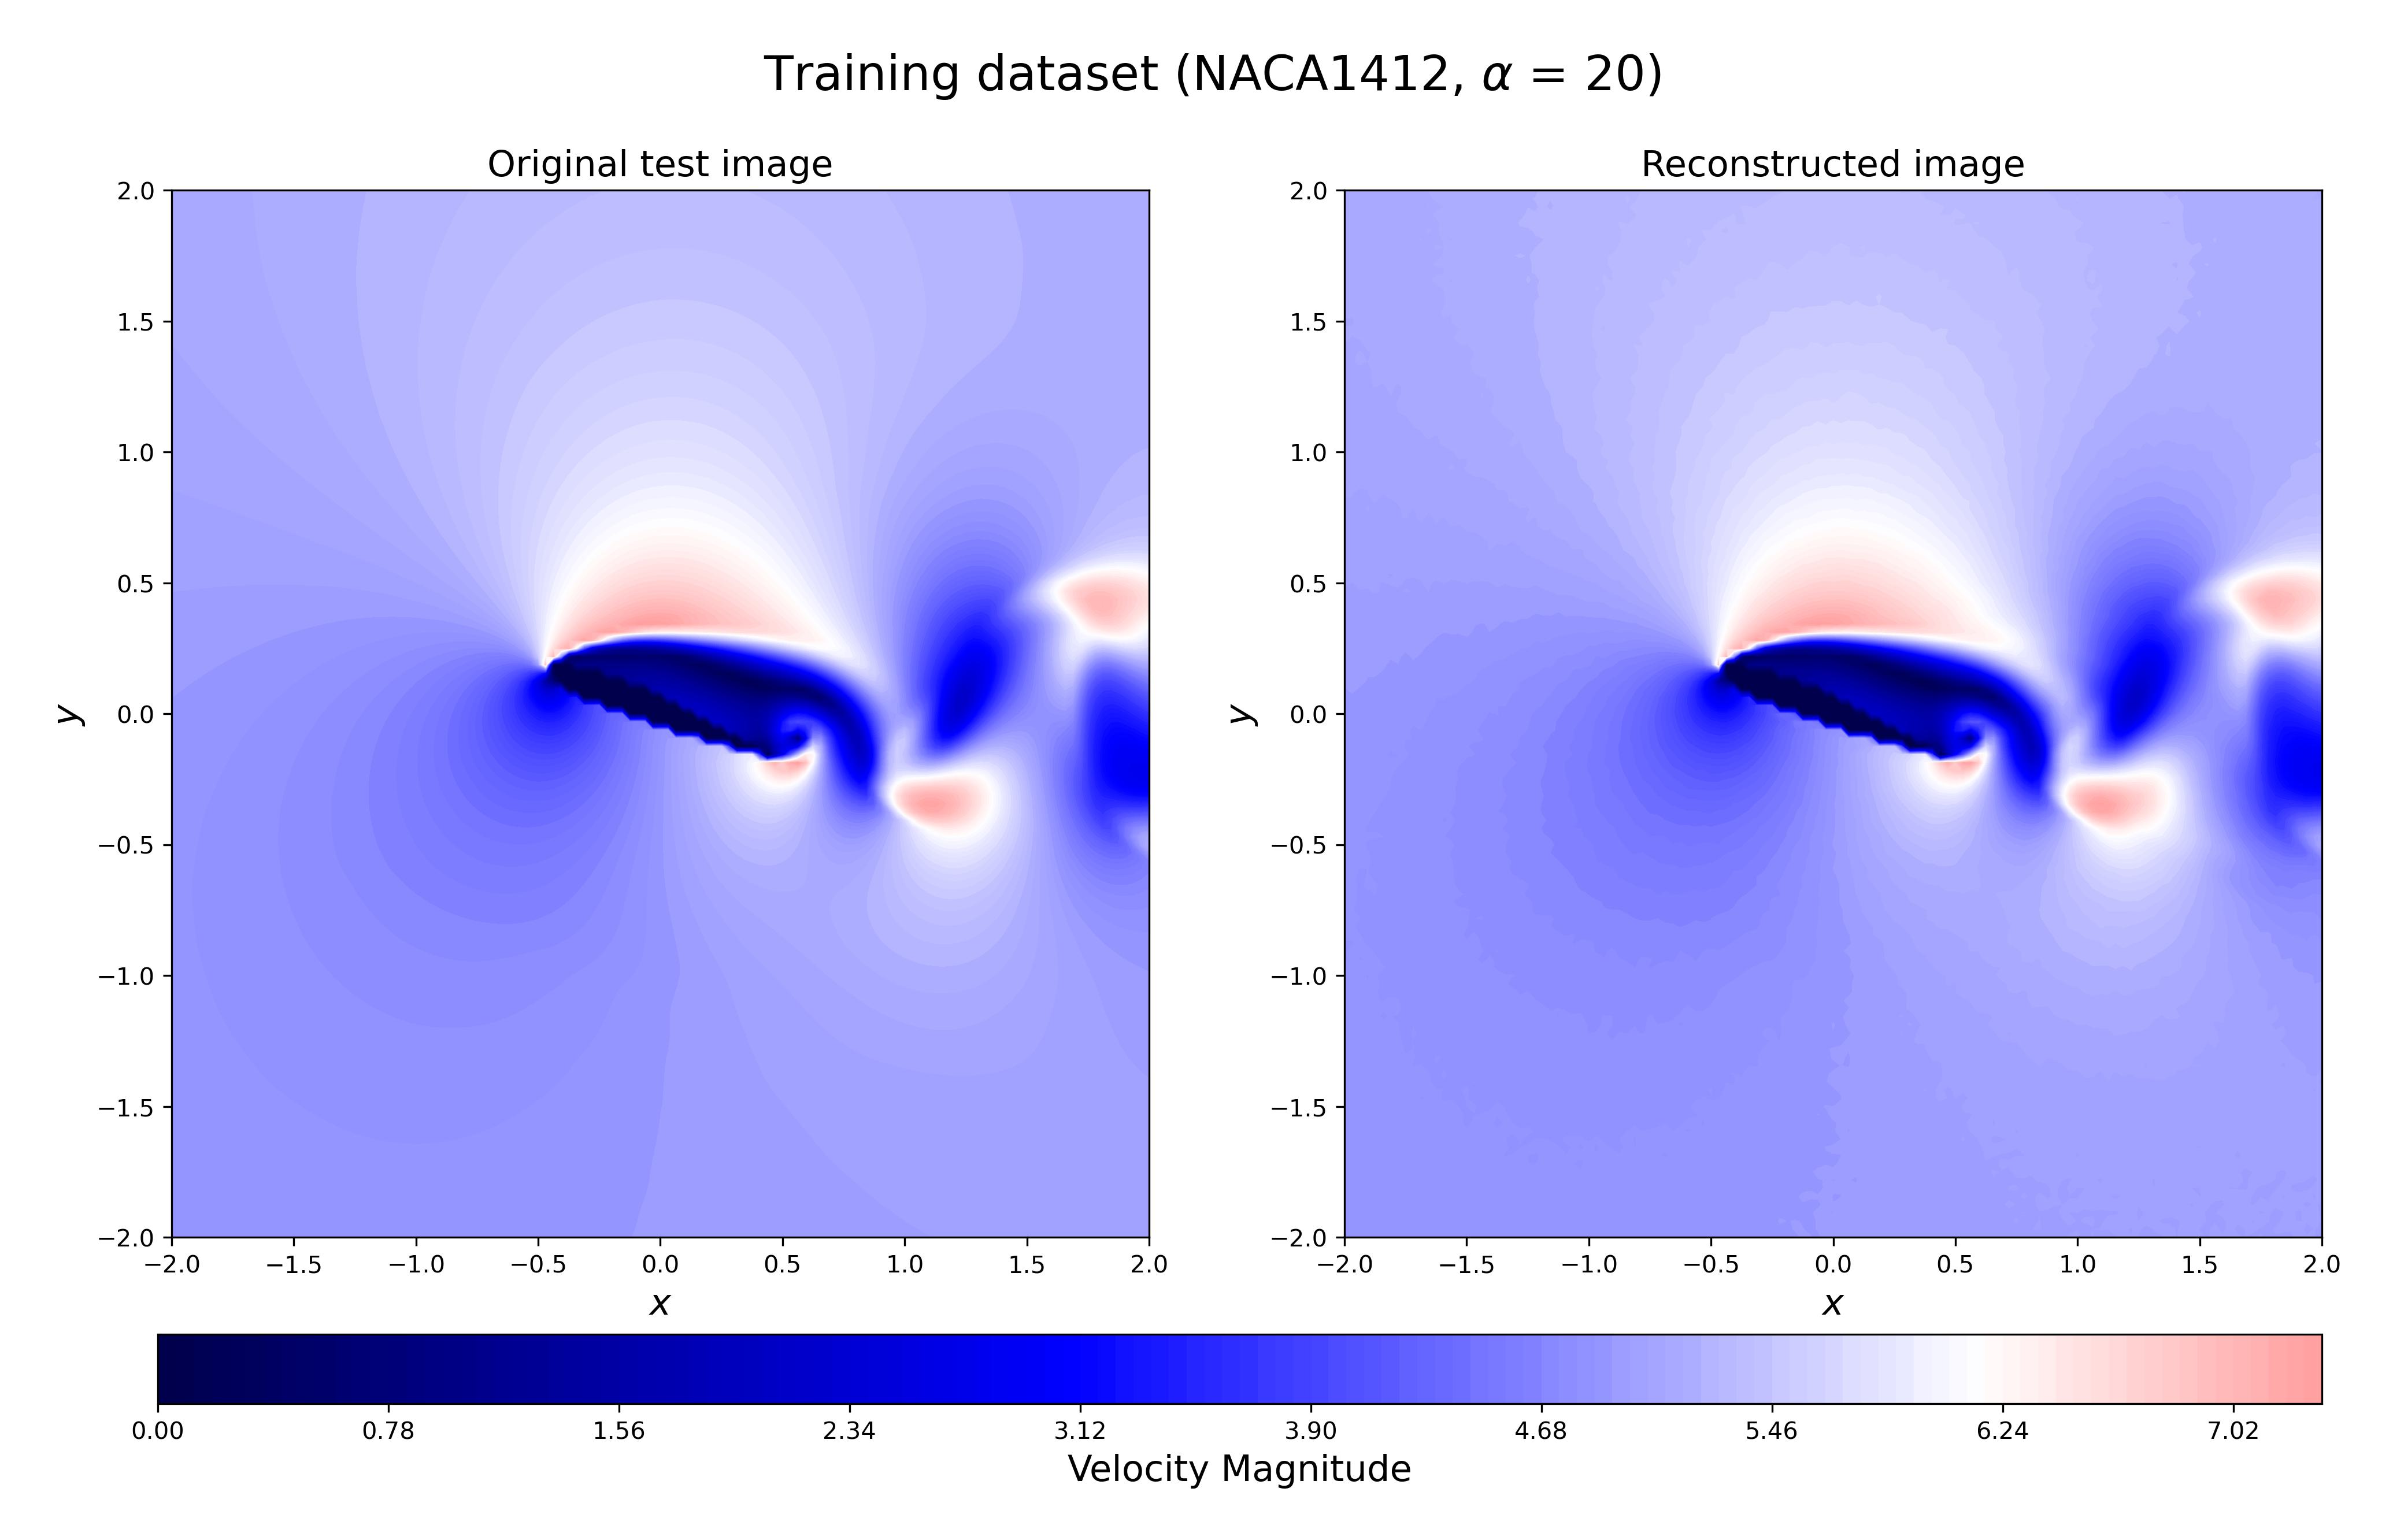 Training dataset (NACA1412, α = 20)
Original test image
2.0
1.5
1.0
0.5
0.0
−0.5
−1.0
−1.5
−2.0
y
−2.0 −1.5 −1.0 −0.5 0.0 0.5 1.0 1.5 2.0
x
Reconstructed image
2.0
1.5
1.0
0.5
0.0
−0.5
−1.0
−1.5
−2.0
y
−2.0 −1.5 −1.0 −0.5 0.0 0.5 1.0 1.5 2.0
x
0.00 0.78 1.56 2.34 3.12 3.90 4.68 5.46 6.24 7.02
Velocity Magnitude